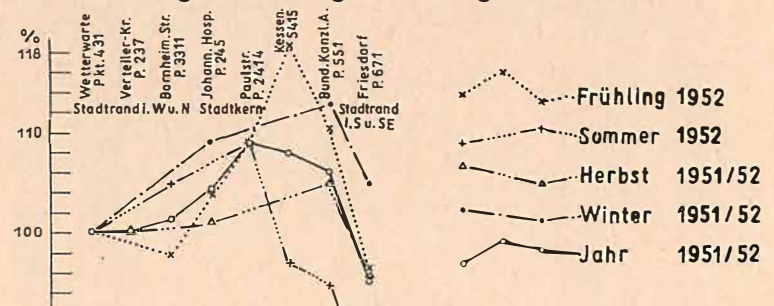 %
118
110
100
Wetterwarte
Pkt. 431
Verteiler-Kr.
P. 237
Bornheim.Str.
P. 3311
Johann. Hosp.
P. 245
Paulstr.
P. 2414
Kessen.
5415
Bund.Kanzl.A.
P. 551
Friesdorf
P. 671
Stadtrand i. W u. N
Stadtkern
Stadtrand
i. S u. SE
Frühling 1952
Sommer 1952
Herbst 1951/52
Winter 1951/52
Jahr 1951/52